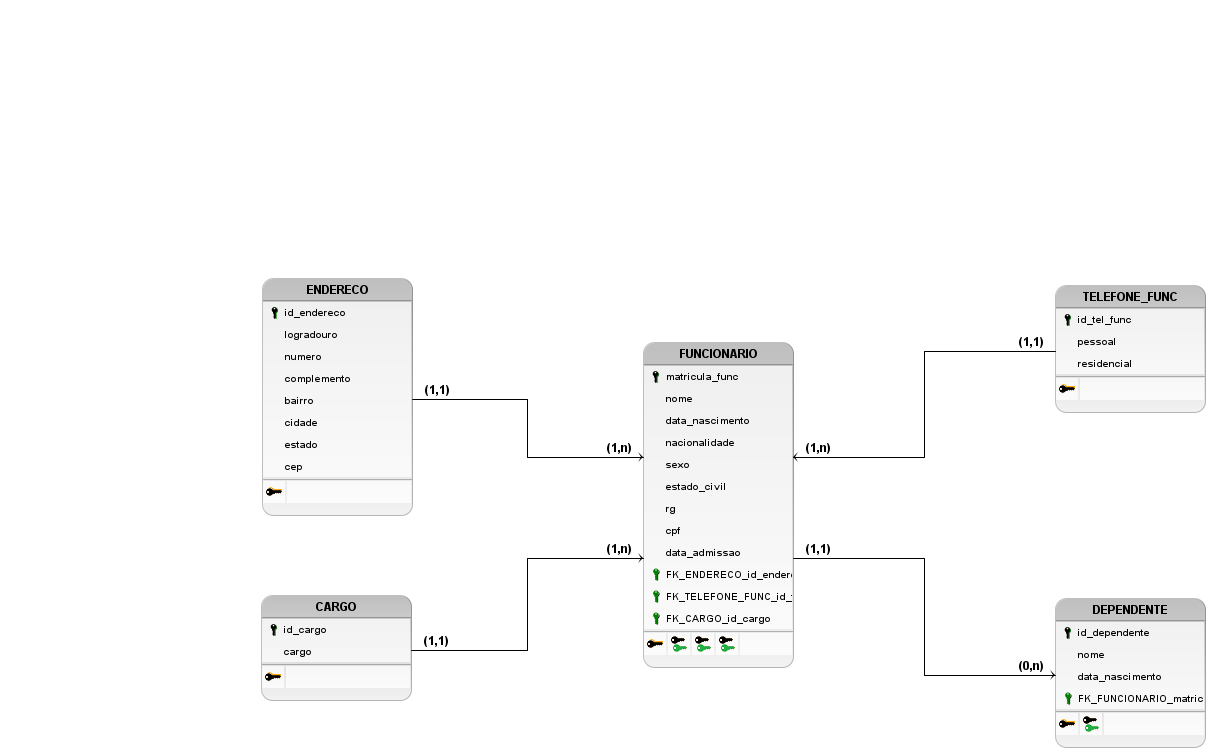 ENDERECO
id_endereco
logradouro
numero
complemento
bairro
cidade
estado
cep
(1,1)
(1,n)
CARGO
id_cargo
cargo
(1,1)
(1,n)
FUNCIONARIO
matricula_func
nome
data_nascimento
nacionalidade
sexo
estado_civil
rg
cpf
data_admissao
FK_ENDERECO_id_ender
FK_TELEFONE_FUNC_id_
FK_CARGO_id_cargo
(1,n)
(1,1)
TELEFONE_FUNC
id_tel_func
pessoal
residencial
(1,1)
(0,n)
DEPENDENTE
id_dependente
nome
data_nascimento
FK_FUNCIONARIO_matric